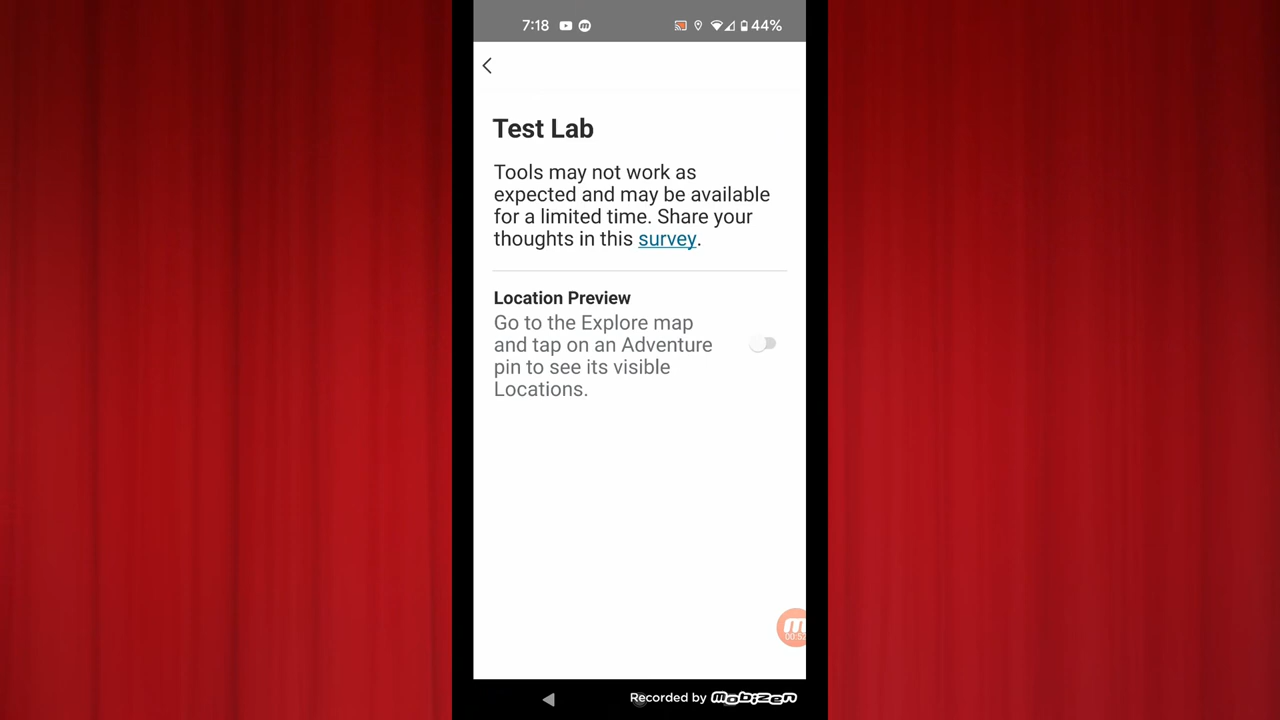 7:18
44%
Test Lab
Tools may not work as
expected and may be available
for a limited time. Share your
thoughts in this survey.
Location Preview
Go to the Explore map
and tap on an Adventure
pin to see its visible
Locations.
Recorded by mobizen